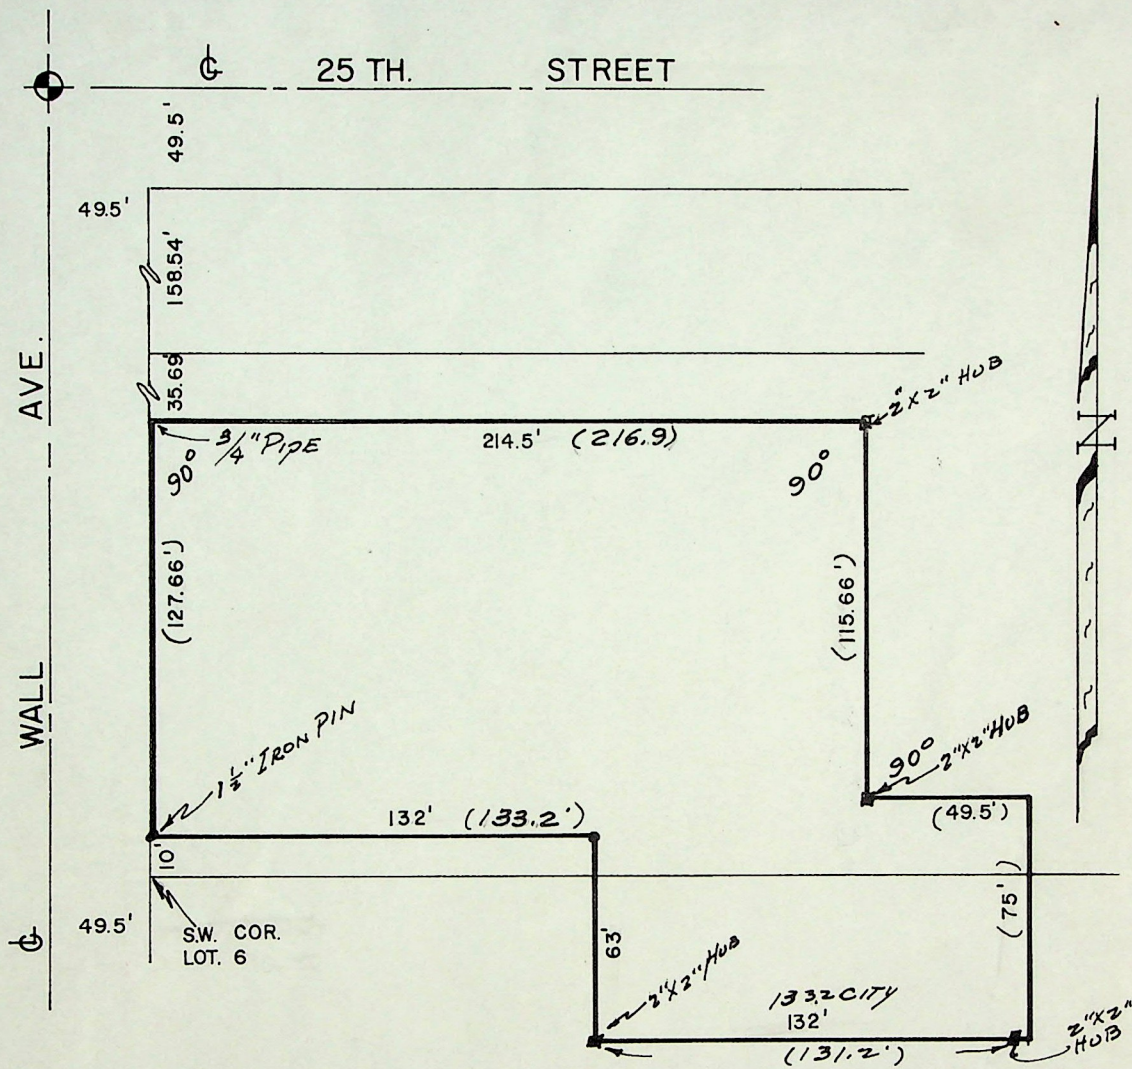 ℄ 25 TH. STREET
49.5'
49.5'
158.54'
35.69'
WALL AVE.
2" X 2" HUB
3/4" PIPE
214.5' (216.9)
90°
90°
(127.66')
(115.66')
N
1 1/2" IRON PIN
90°
2"X2" HUB
132' (133.2')
(49.5')
10'
℄
49.5'
S.W. COR.
LOT. 6
63'
(75')
2"X2" HUB
133.2 CITY
132'
(131.2')
2"X2"
HUB